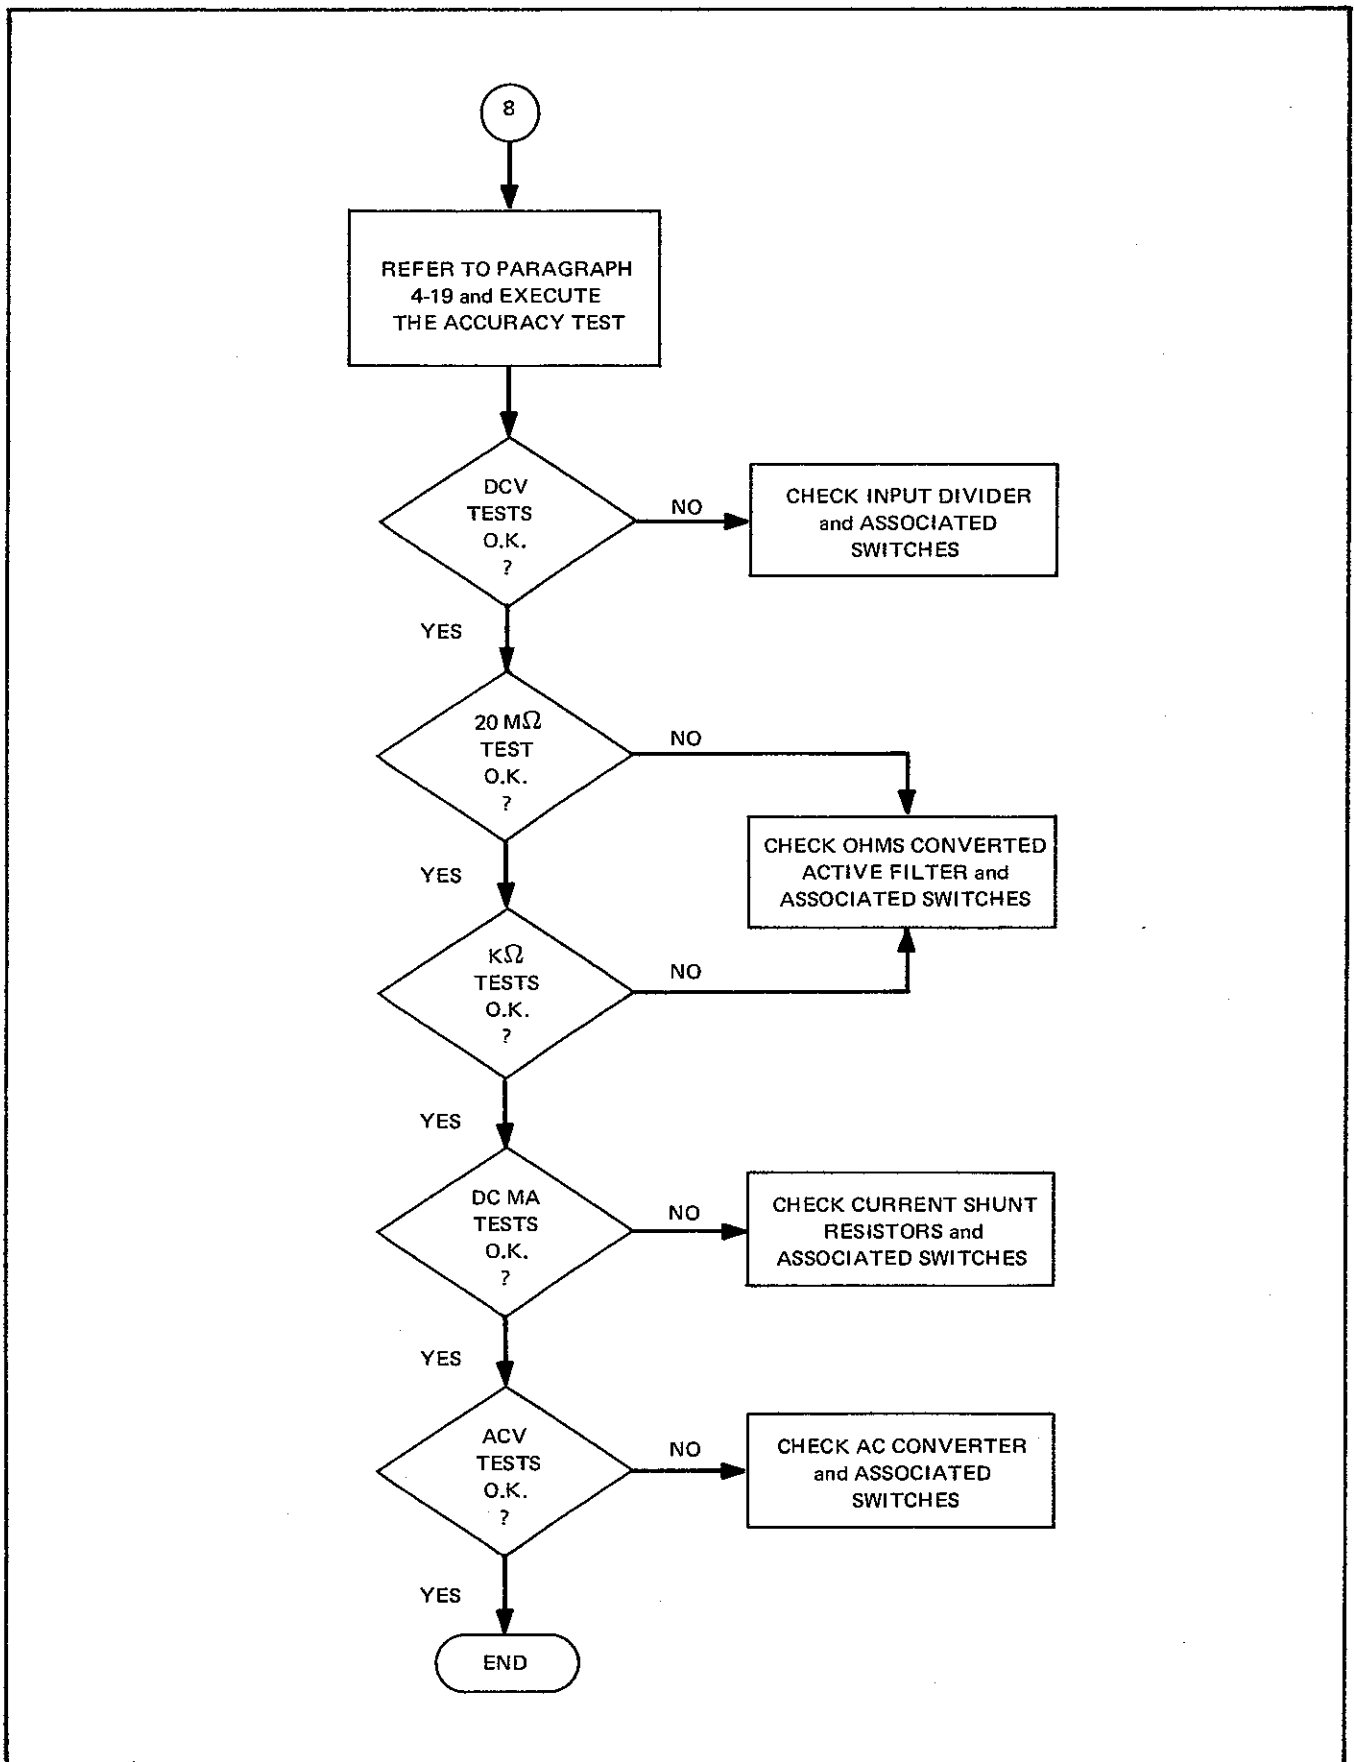 8
REFER TO PARAGRAPH
4-19 and EXECUTE
THE ACCURACY TEST
DCV
TESTS
O.K.
?
NO
CHECK INPUT DIVIDER
and ASSOCIATED
SWITCHES
YES
20 MΩ
TEST
O.K.
?
NO
CHECK OHMS CONVERTED
ACTIVE FILTER and
ASSOCIATED SWITCHES
YES
KΩ
TESTS
O.K.
?
NO
YES
DC MA
TESTS
O.K.
?
NO
CHECK CURRENT SHUNT
RESISTORS and
ASSOCIATED SWITCHES
YES
ACV
TESTS
O.K.
?
NO
CHECK AC CONVERTER
and ASSOCIATED
SWITCHES
YES
END